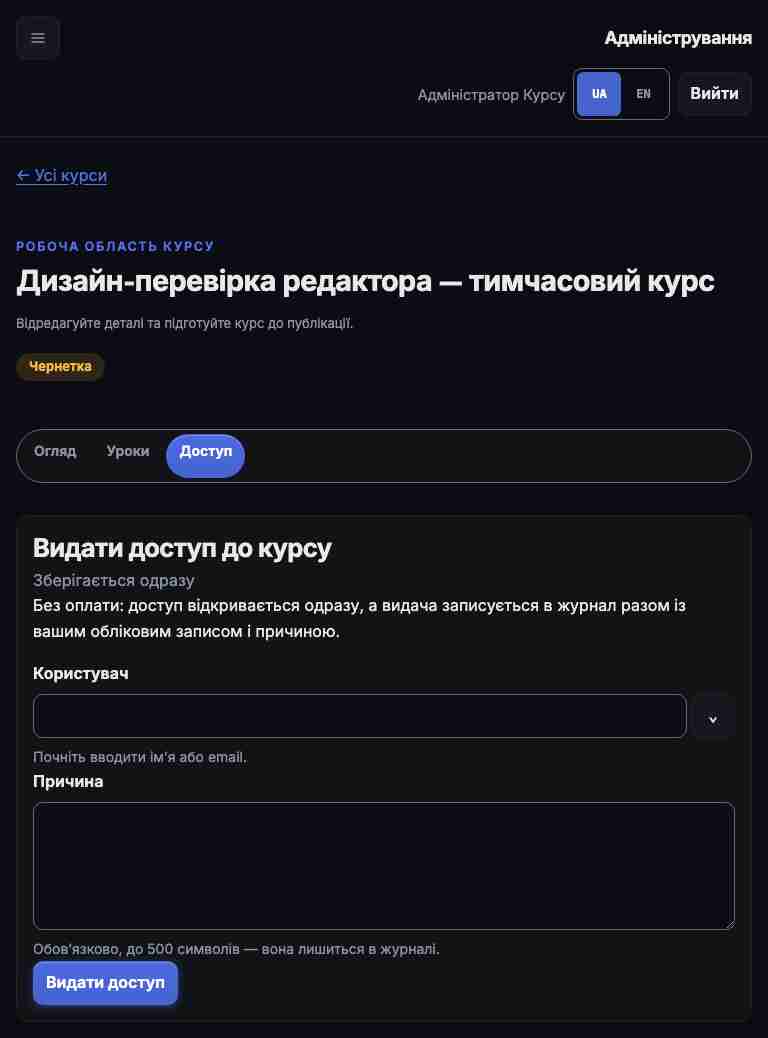 Адміністрування
Адміністратор Курсу
UA
EN
Вийти
← Усі курси
РОБОЧА ОБЛАСТЬ КУРСУ
Дизайн-перевірка редактора — тимчасовий курс
Відредагуйте деталі та підготуйте курс до публікації.
Чернетка
Огляд
Уроки
Доступ
Видати доступ до курсу
Зберігається одразу
Без оплати: доступ відкривається одразу, а видача записується в журнал разом із
вашим обліковим записом і причиною.
Користувач
Почніть вводити ім'я або email.
Причина
Обов'язково, до 500 символів — вона лишиться в журналі.
Видати доступ